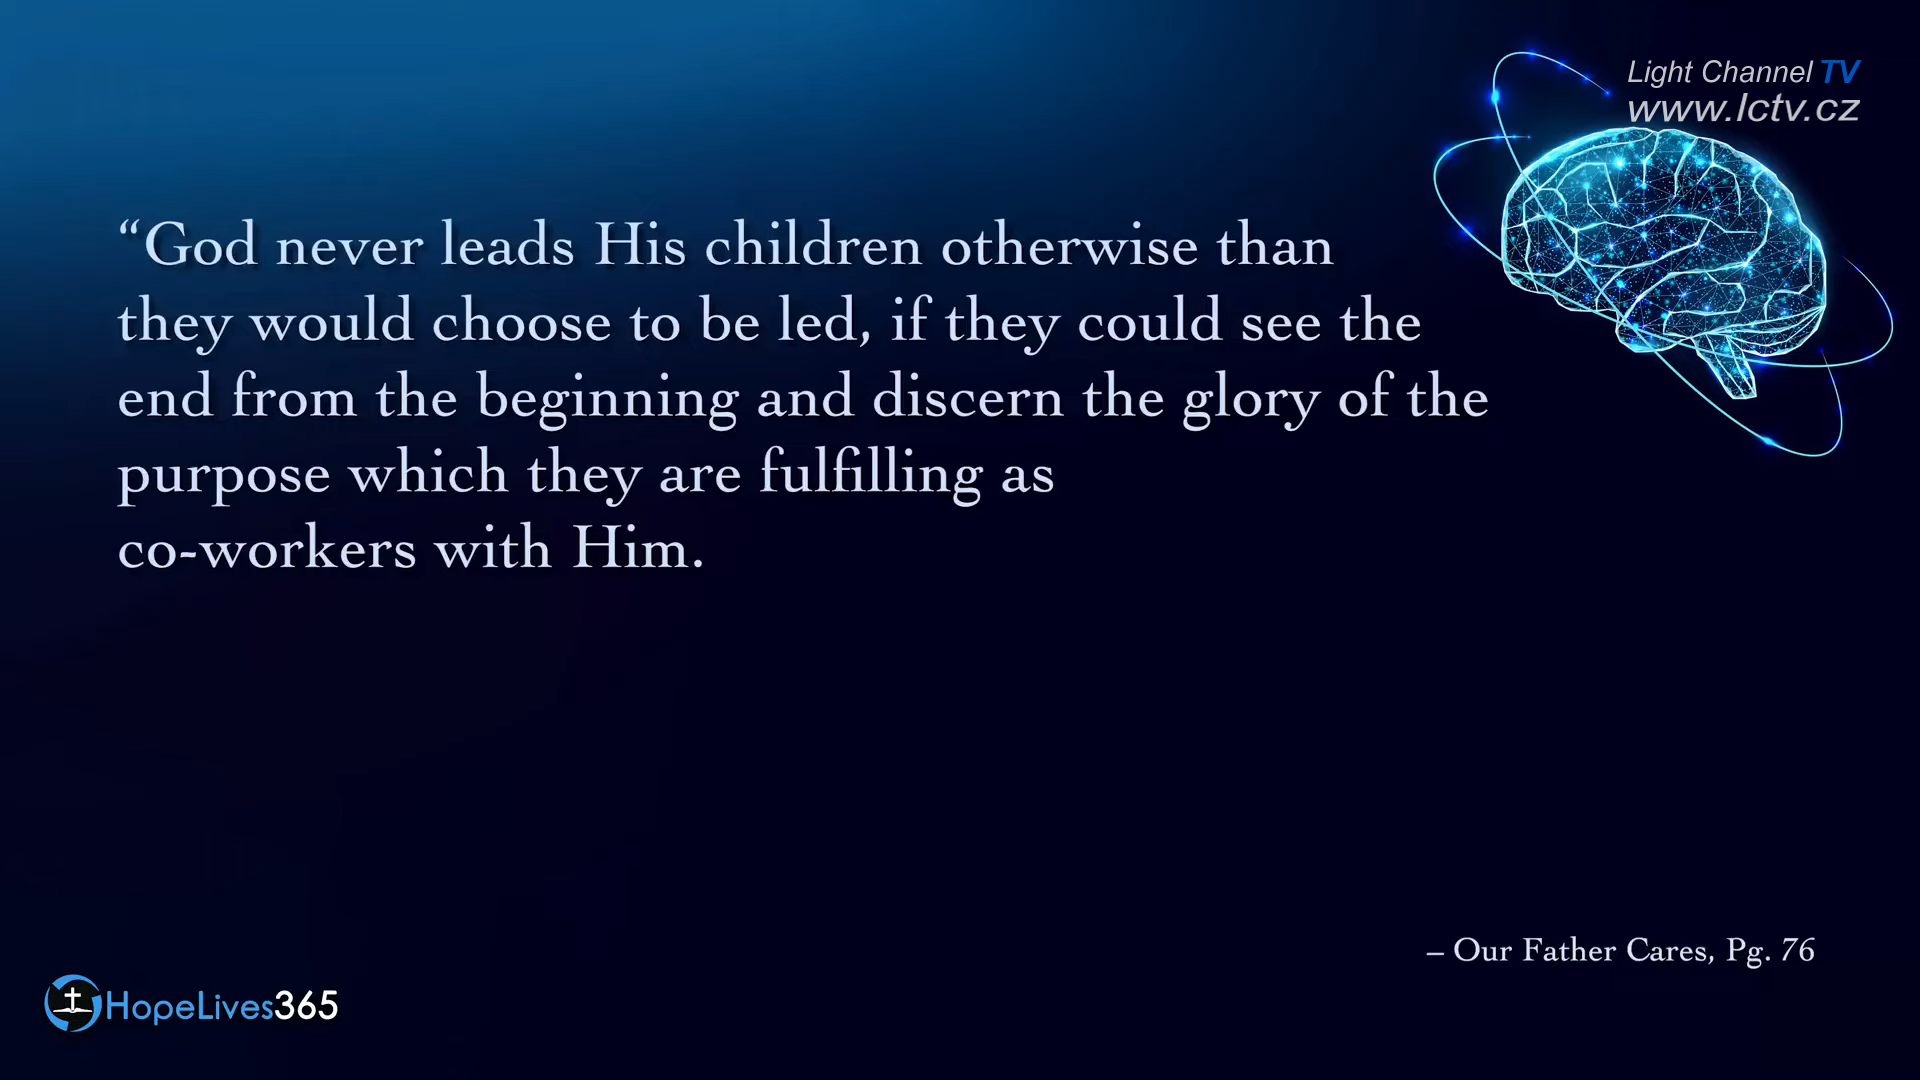 Light Channel TV
www.lctv.cz
“God never leads His children otherwise than
they would choose to be led, if they could see the
end from the beginning and discern the glory of the
purpose which they are fulfilling as
co-workers with Him.
– Our Father Cares, Pg. 76
HopeLives365